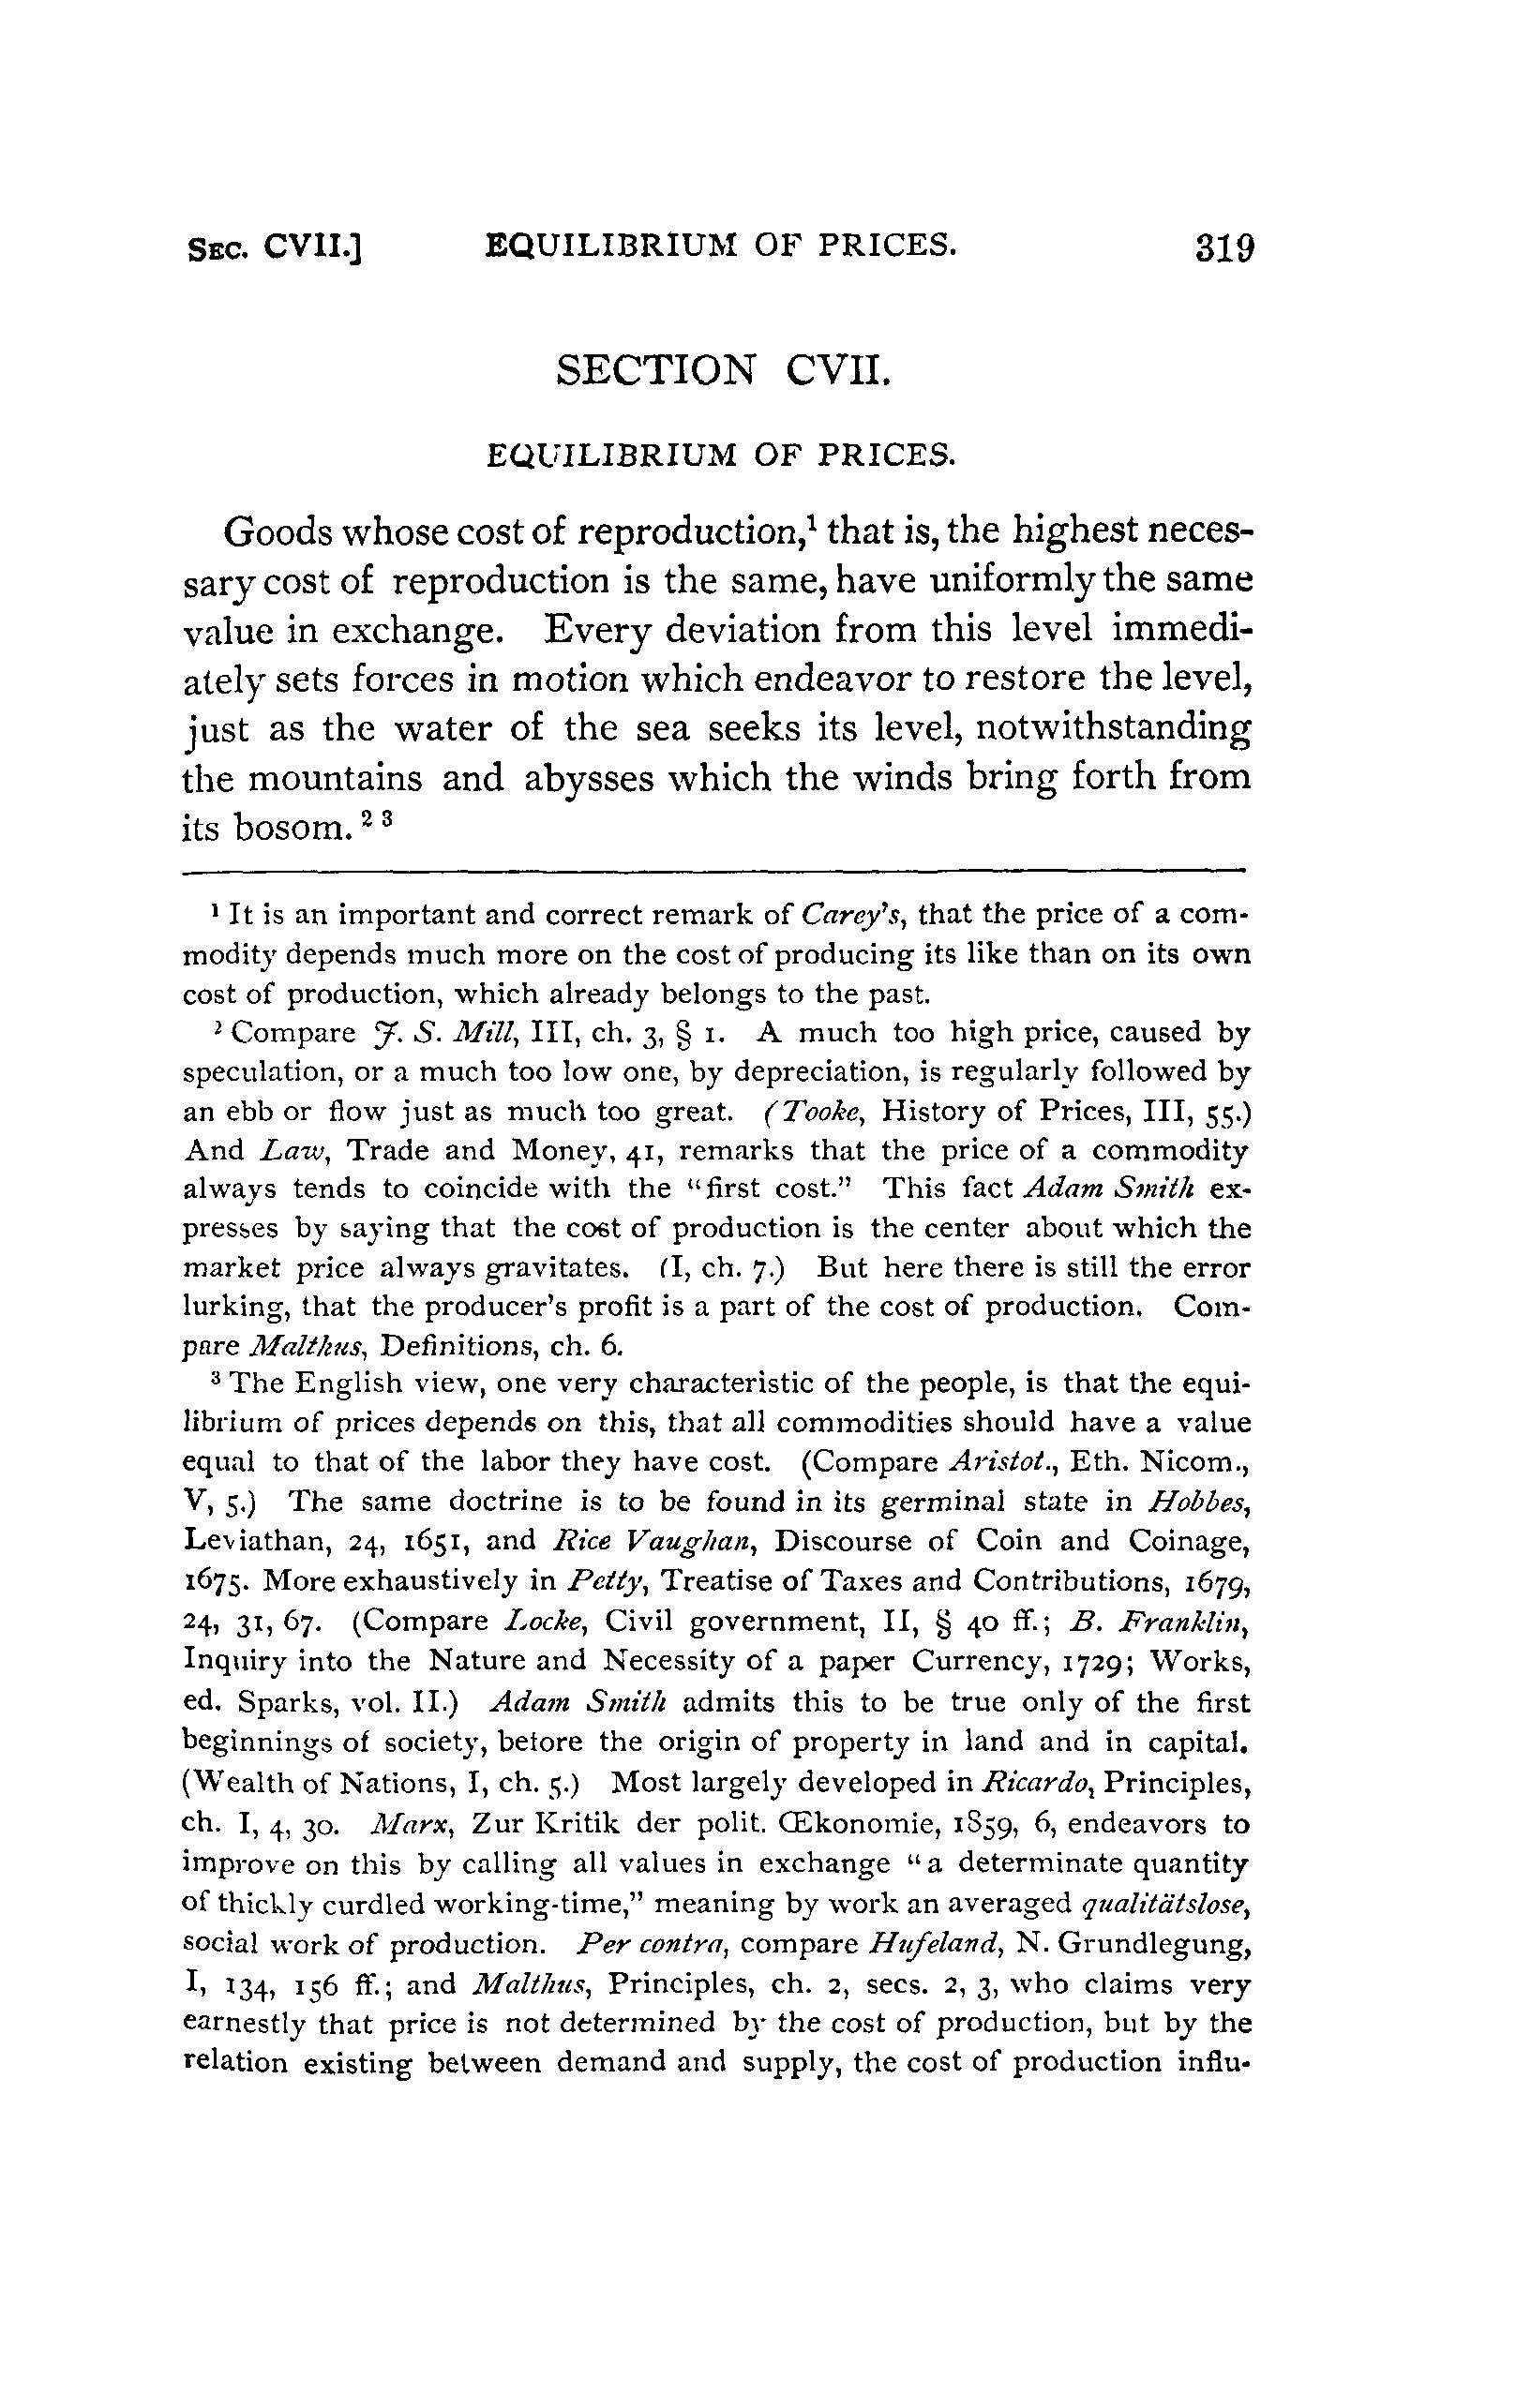 SEC. CVII.] EQUILIBRIUM OF PRICES. 319
SECTION CVII.
EQUILIBRIUM OF PRICES.
Goods whose cost of reproduction,¹ that is, the highest neces-
sary cost of reproduction is the same, have uniformly the same
value in exchange. Every deviation from this level immedi-
ately sets forces in motion which endeavor to restore the level,
just as the water of the sea seeks its level, notwithstanding
the mountains and abysses which the winds bring forth from
its bosom. ² ³
¹ It is an important and correct remark of Carey's, that the price of a com-
modity depends much more on the cost of producing its like than on its own
cost of production, which already belongs to the past.
² Compare J. S. Mill, III, ch. 3, § 1. A much too high price, caused by
speculation, or a much too low one, by depreciation, is regularly followed by
an ebb or flow just as much too great. (Tooke, History of Prices, III, 55.)
And Law, Trade and Money, 41, remarks that the price of a commodity
always tends to coincide with the "first cost." This fact Adam Smith ex-
presses by saying that the cost of production is the center about which the
market price always gravitates. (I, ch. 7.) But here there is still the error
lurking, that the producer's profit is a part of the cost of production. Com-
pare Malthus, Definitions, ch. 6.
³ The English view, one very characteristic of the people, is that the equi-
librium of prices depends on this, that all commodities should have a value
equal to that of the labor they have cost. (Compare Aristot., Eth. Nicom.,
V, 5.) The same doctrine is to be found in its germinal state in Hobbes,
Leviathan, 24, 1651, and Rice Vaughan, Discourse of Coin and Coinage,
1675. More exhaustively in Petty, Treatise of Taxes and Contributions, 1679,
24, 31, 67. (Compare Locke, Civil government, II, § 40 ff.; B. Franklin,
Inquiry into the Nature and Necessity of a paper Currency, 1729; Works,
ed. Sparks, vol. II.) Adam Smith admits this to be true only of the first
beginnings of society, before the origin of property in land and in capital.
(Wealth of Nations, I, ch. 5.) Most largely developed in Ricardo, Principles,
ch. I, 4, 30. Marx, Zur Kritik der polit. Œkonomie, 1859, 6, endeavors to
improve on this by calling all values in exchange "a determinate quantity
of thickly curdled working-time," meaning by work an averaged qualitätslose,
social work of production. Per contra, compare Hufeland, N. Grundlegung,
I, 134, 156 ff.; and Malthus, Principles, ch. 2, secs. 2, 3, who claims very
earnestly that price is not determined by the cost of production, but by the
relation existing between demand and supply, the cost of production influ-